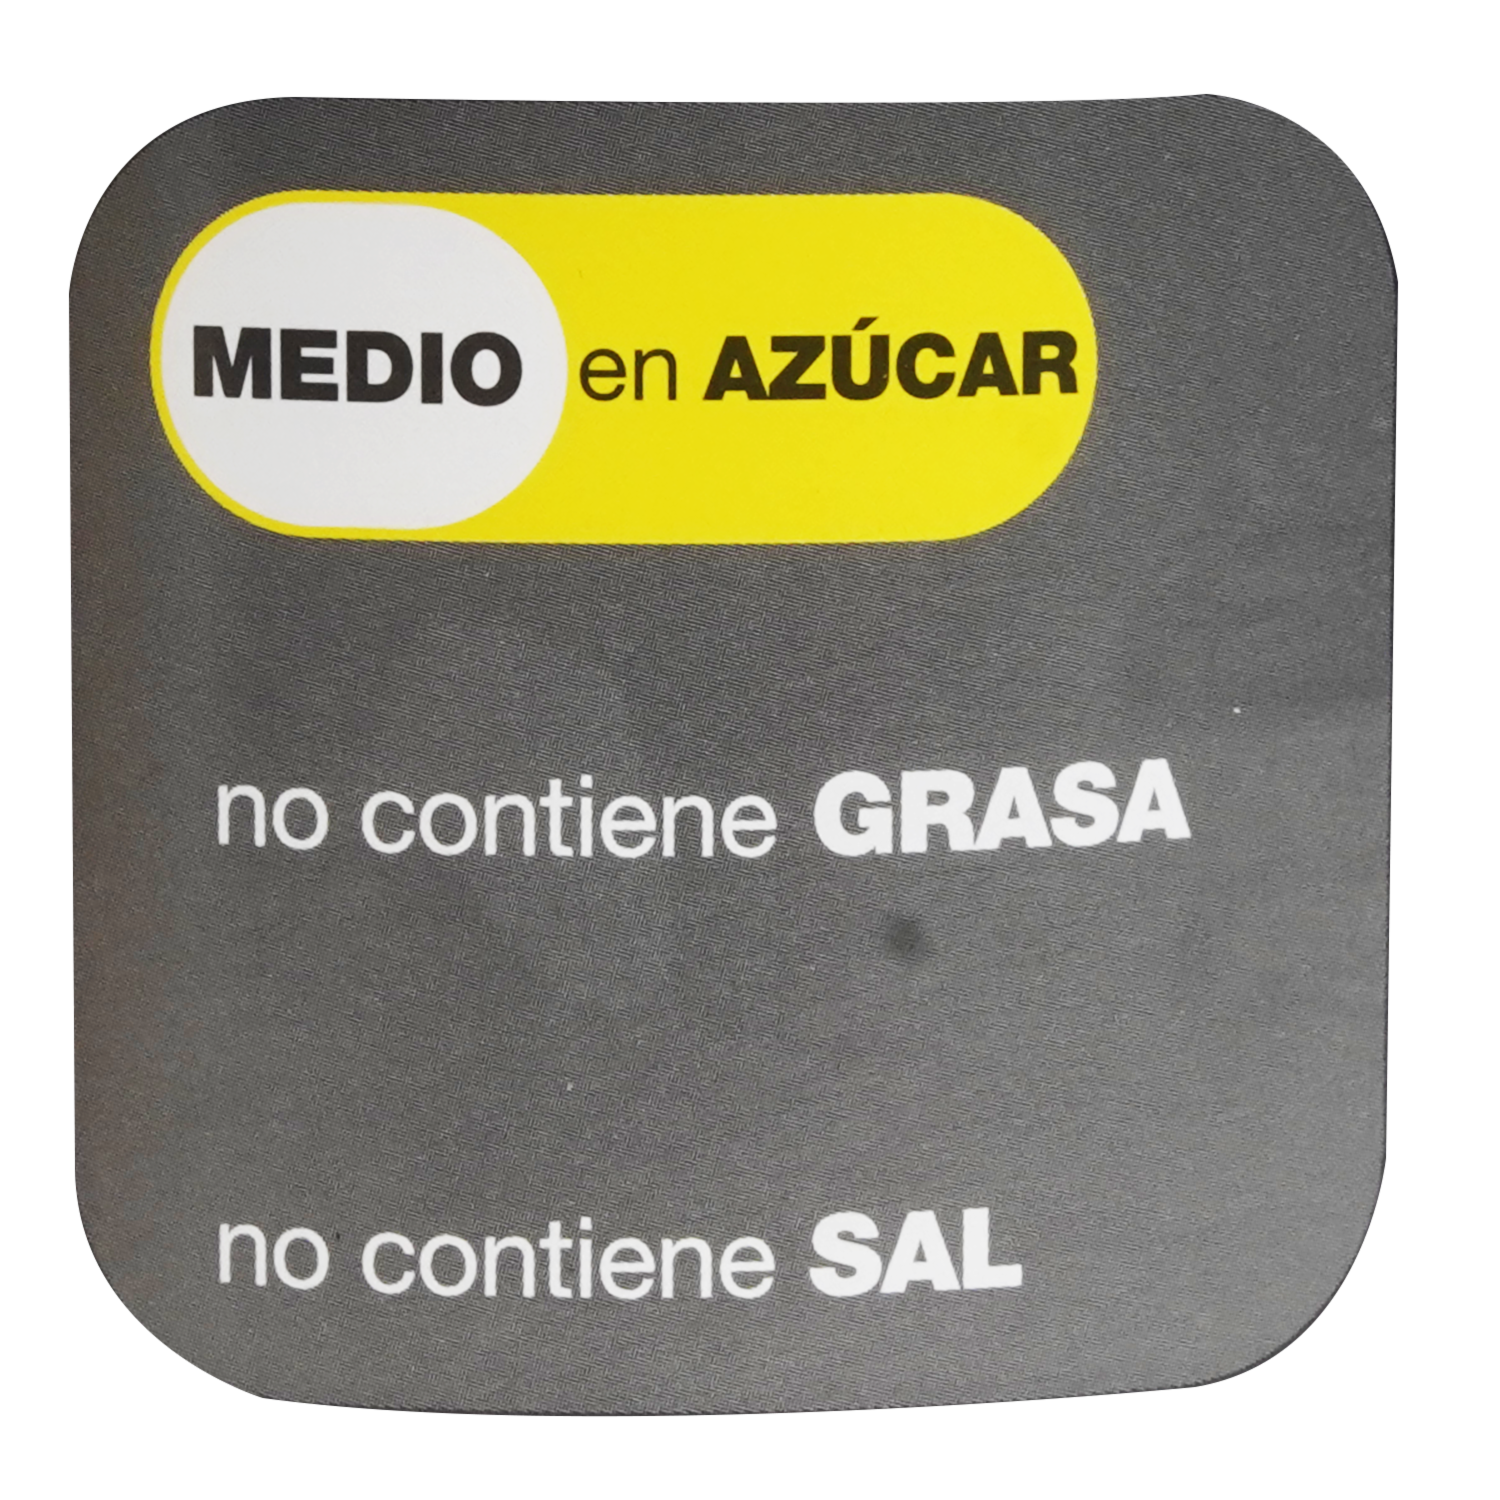 MEDIO en AZÚCAR
no contiene GRASA
no contiene SAL